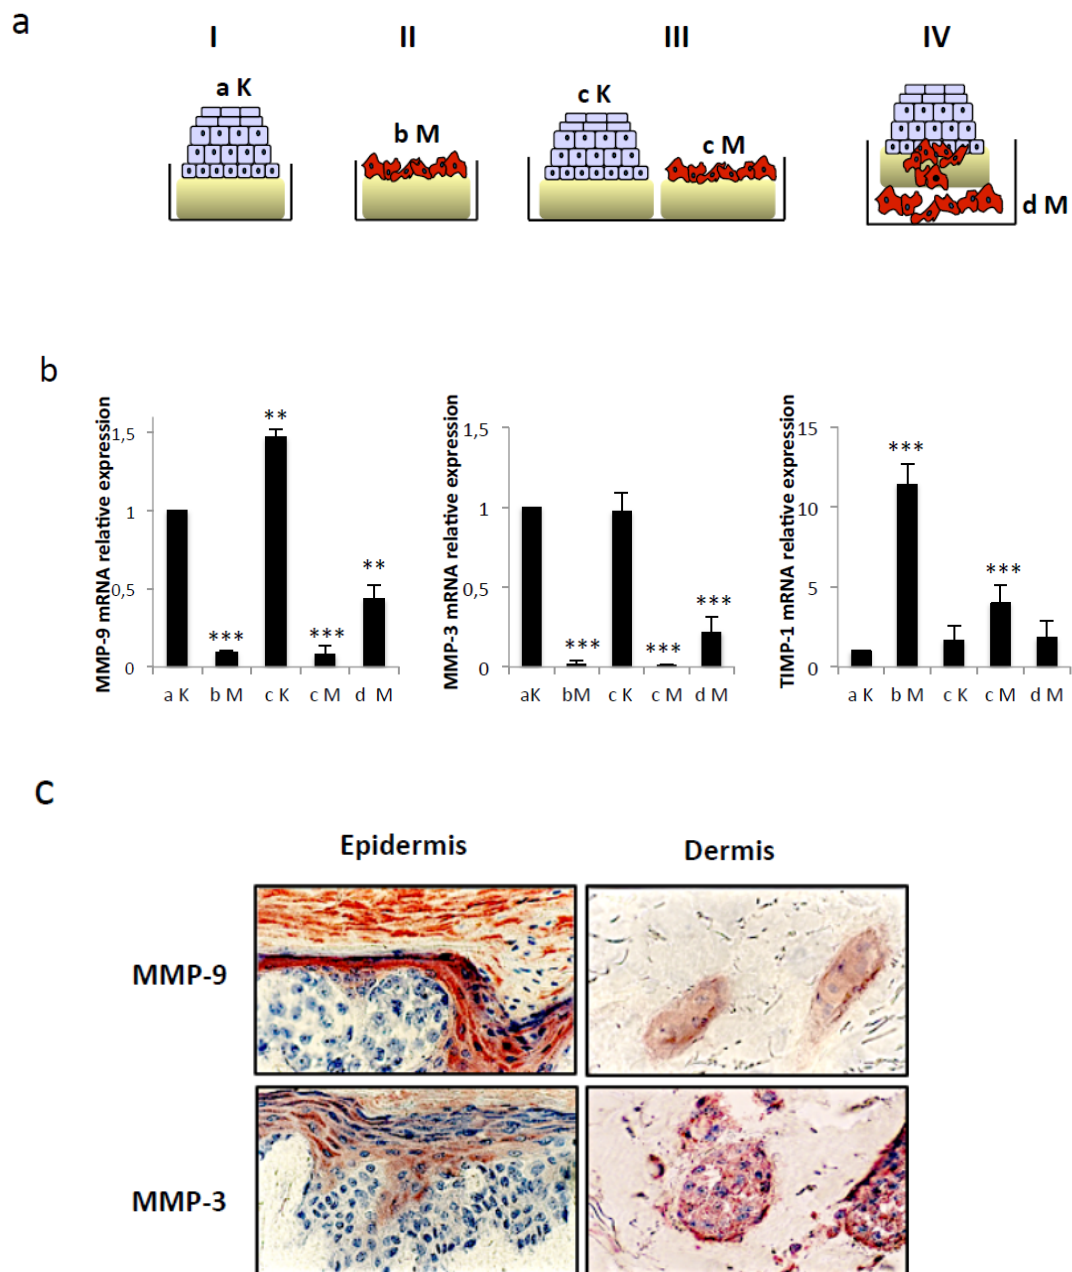 a
I II III IV
a K
b M
c K
c M
d M
b
MMP-9 mRNA relative expression
1,5
1
0,5
0
**
***
***
**
a K b M c K c M d M
MMP-3 mRNA relative expression
1,5
1
0,5
0
***
***
***
aK bM c K c M d M
TIMP-1 mRNA relative expression
15
10
5
0
***
***
a K b M c K c M d M
c
Epidermis Dermis
MMP-9
MMP-3